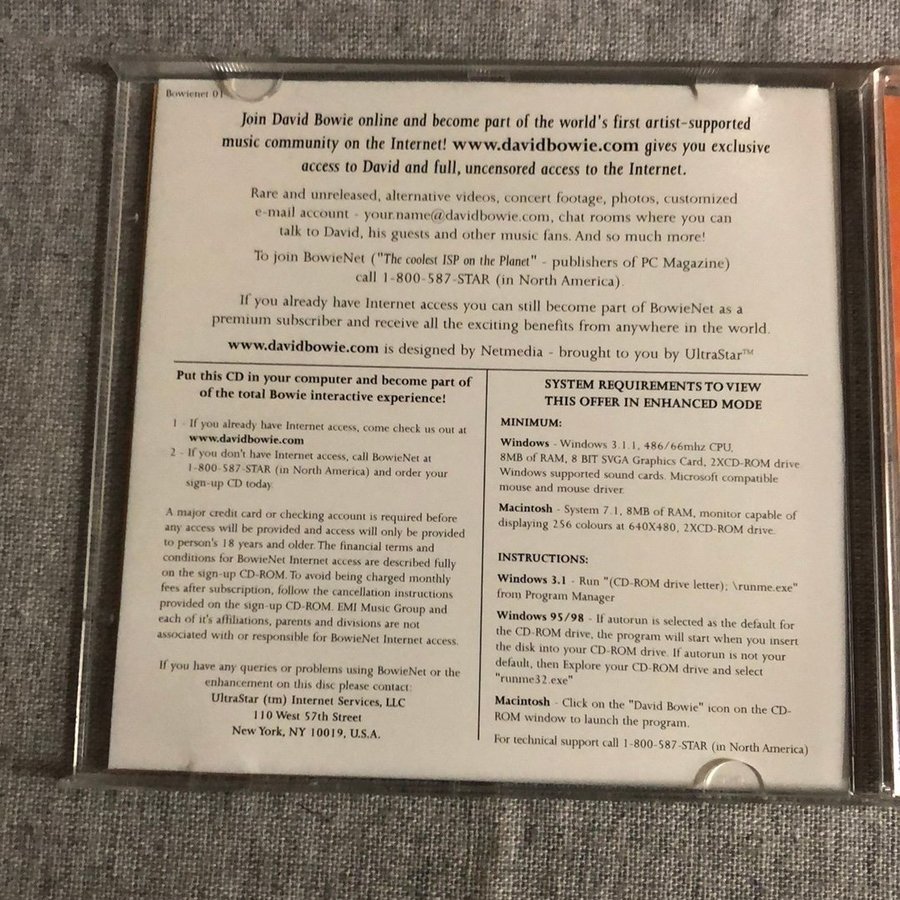 Bowienet 01
Join David Bowie online and become part of the world's first artist-supported
music community on the Internet! www.davidbowie.com gives you exclusive
access to David and full, uncensored access to the Internet.
Rare and unreleased, alternative videos, concert footage, photos, customized
e-mail account - your.name@davidbowie.com, chat rooms where you can
talk to David, his guests and other music fans. And so much more!
To join BowieNet ("The coolest ISP on the Planet" - publishers of PC Magazine)
call 1-800-587-STAR (in North America).
If you already have Internet access you can still become part of BowieNet as a
premium subscriber and receive all the exciting benefits from anywhere in the world.
www.davidbowie.com is designed by Netmedia - brought to you by UltraStar™
Put this CD in your computer and become part of
of the total Bowie interactive experience!
1 - If you already have Internet access, come check us out at
www.davidbowie.com
2 - If you don't have Internet access, call BowieNet at
1-800-587-STAR (in North America) and order your
sign-up CD today.
A major credit card or checking account is required before
any access will be provided and access will only be provided
to person's 18 years and older. The financial terms and
conditions for BowieNet Internet access are described fully
on the sign-up CD-ROM. To avoid being charged monthly
fees after subscription, follow the cancellation instructions
provided on the sign-up CD-ROM. EMI Music Group and
each of it's affiliations, parents and divisions are not
associated with or responsible for BowieNet Internet access.
If you have any queries or problems using BowieNet or the
enhancement on this disc please contact:
UltraStar (tm) Internet Services, LLC
110 West 57th Street
New York, NY 10019, U.S.A.
SYSTEM REQUIREMENTS TO VIEW
THIS OFFER IN ENHANCED MODE
MINIMUM:
Windows - Windows 3.1.1, 486/66mhz CPU,
8MB of RAM, 8 BIT SVGA Graphics Card, 2XCD-ROM drive.
Windows supported sound cards. Microsoft compatible
mouse and mouse driver.
Macintosh - System 7.1, 8MB of RAM, monitor capable of
displaying 256 colours at 640X480, 2XCD-ROM drive.
INSTRUCTIONS:
Windows 3.1 - Run "(CD-ROM drive letter); \runme.exe"
from Program Manager
Windows 95/98 - If autorun is selected as the default for
the CD-ROM drive, the program will start when you insert
the disk into your CD-ROM drive. If autorun is not your
default, then Explore your CD-ROM drive and select
"runme32.exe"
Macintosh - Click on the "David Bowie" icon on the CD-
ROM window to launch the program.
For technical support call 1-800-587-STAR (in North America)